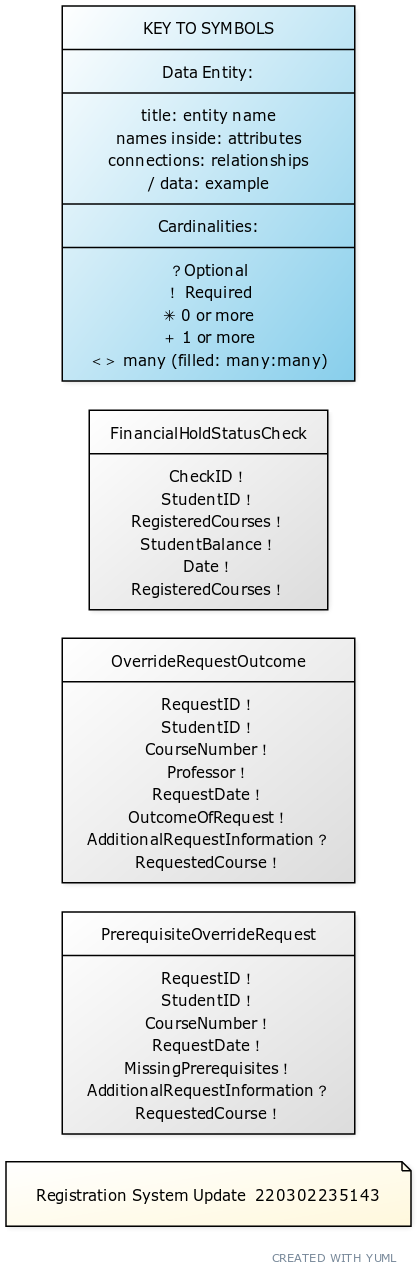 KEY TO SYMBOLS
Data Entity:
title: entity name
names inside: attributes
connections: relationships
/ data: example
Cardinalities:
? Optional
! Required
✳ 0 or more
+ 1 or more
<> many (filled: many:many)
FinancialHoldStatusCheck
CheckID !
StudentID !
RegisteredCourses !
StudentBalance !
Date !
RegisteredCourses !
OverrideRequestOutcome
RequestID !
StudentID !
CourseNumber !
Professor !
RequestDate !
OutcomeOfRequest !
AdditionalRequestInformation ?
RequestedCourse !
PrerequisiteOverrideRequest
RequestID !
StudentID !
CourseNumber !
RequestDate !
MissingPrerequisites !
AdditionalRequestInformation ?
RequestedCourse !
Registration System Update 220302235143
CREATED WITH YUML